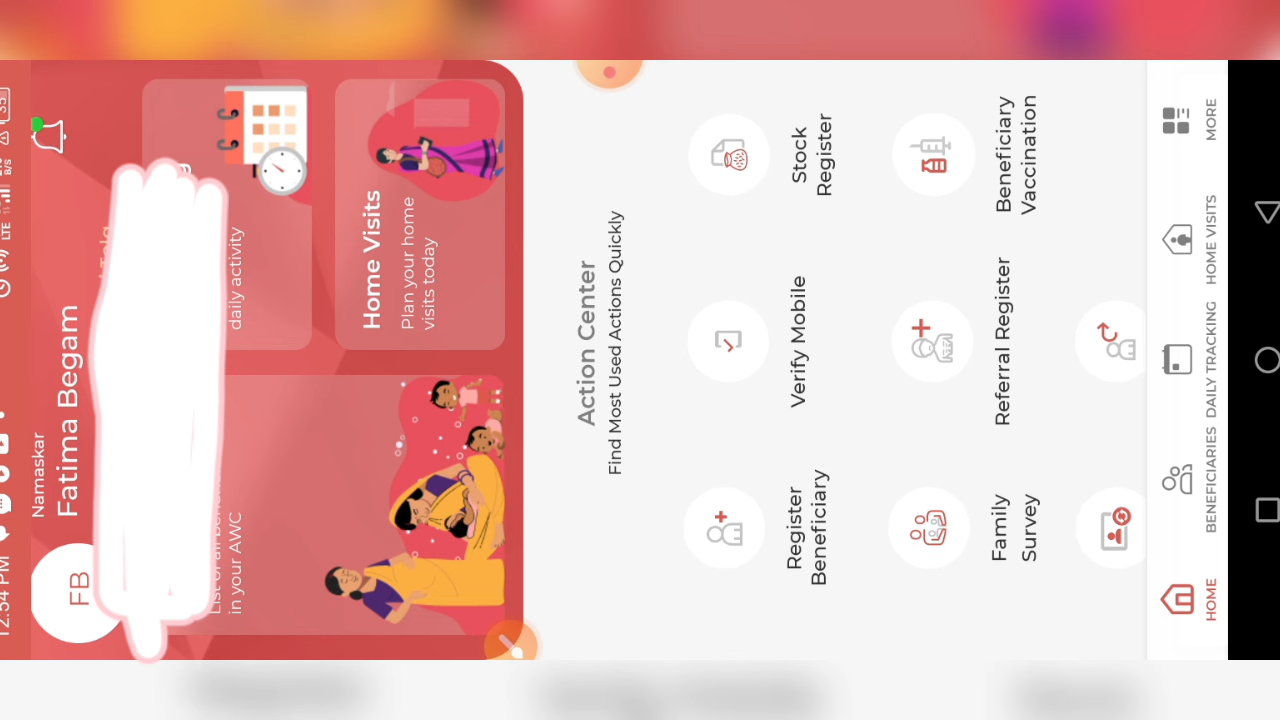 12:54 PM
LTE
B/S
35
Namaskar
Fatima Begam
FB
in your AWC
daily activity
Home Visits
Plan your home
visits today
Action Center
Find Most Used Actions Quickly
Register
Beneficiary
Verify Mobile
Stock
Register
Family
Survey
Referral Register
Beneficiary
Vaccination
HOME
BENEFICIARIES
DAILY TRACKING
HOME VISITS
MORE